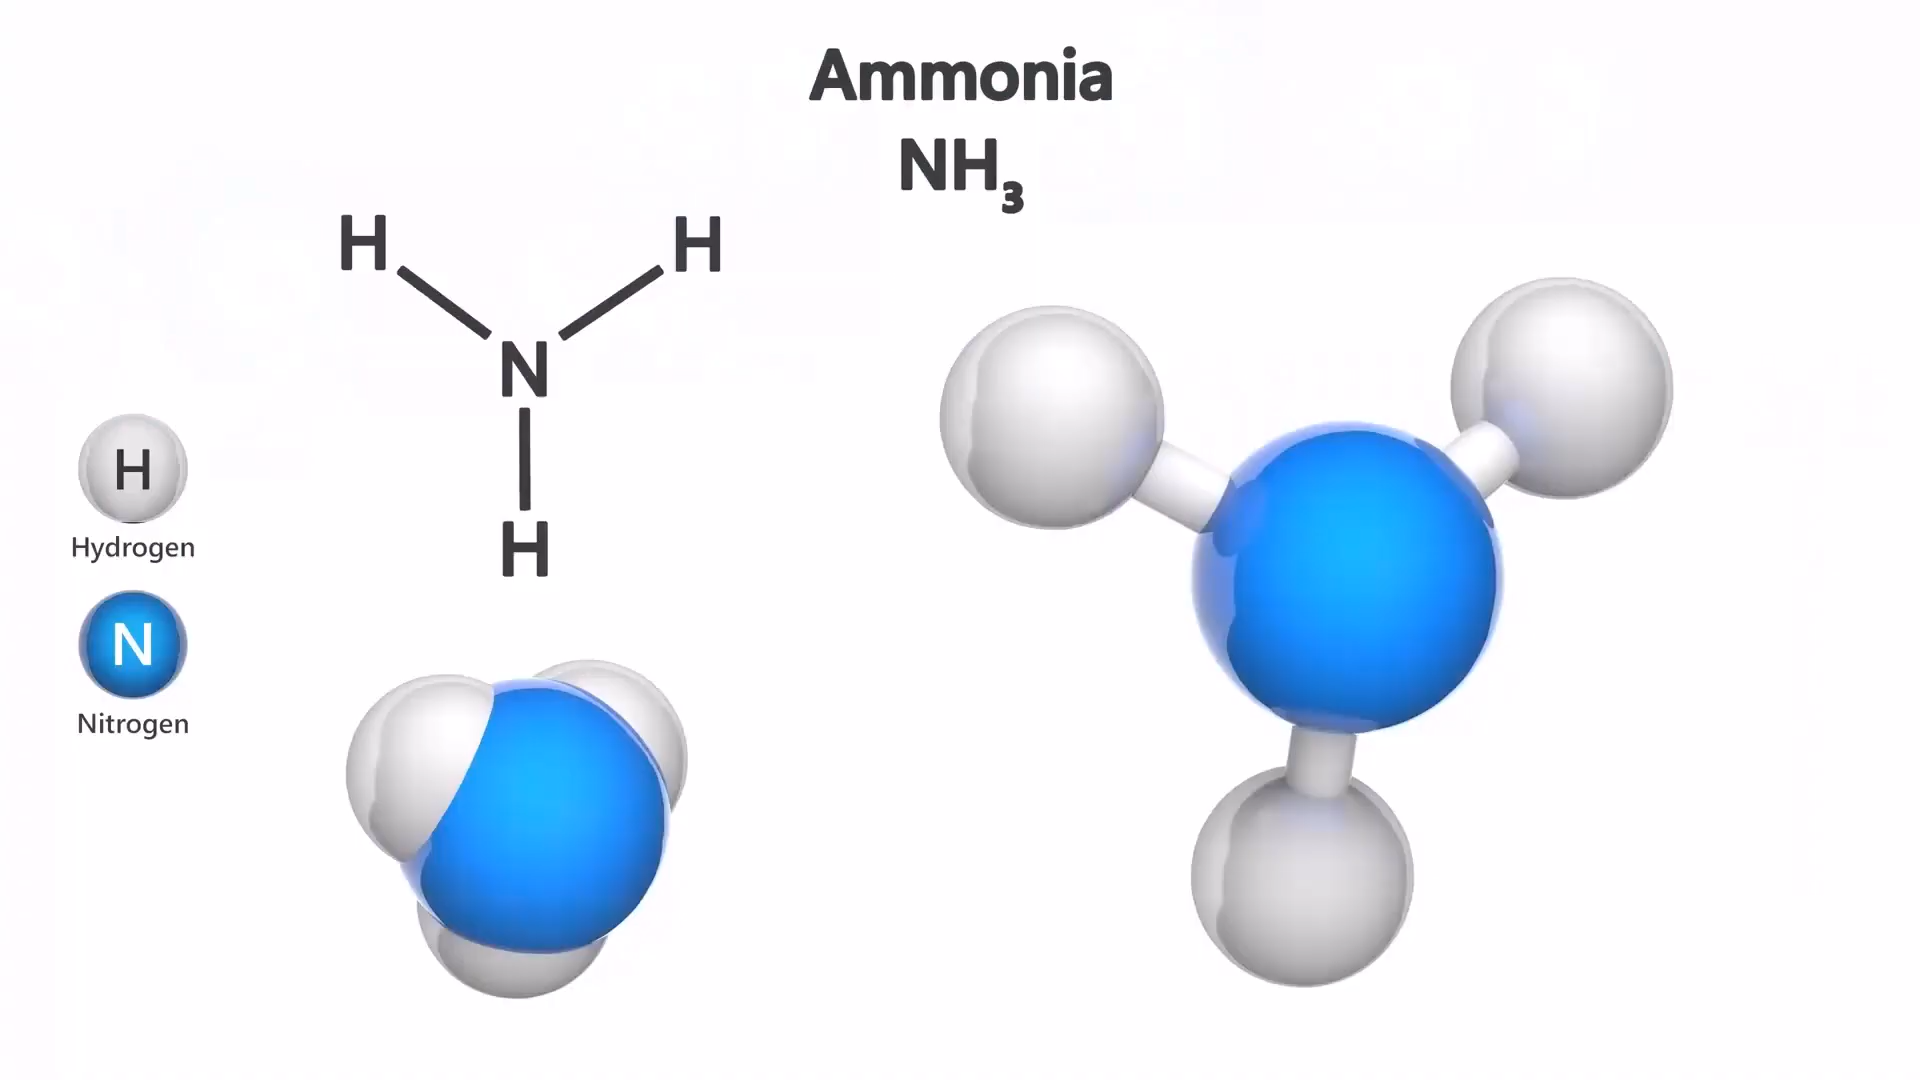 Ammonia
NH₃
H H
N
H
H
Hydrogen
N
Nitrogen